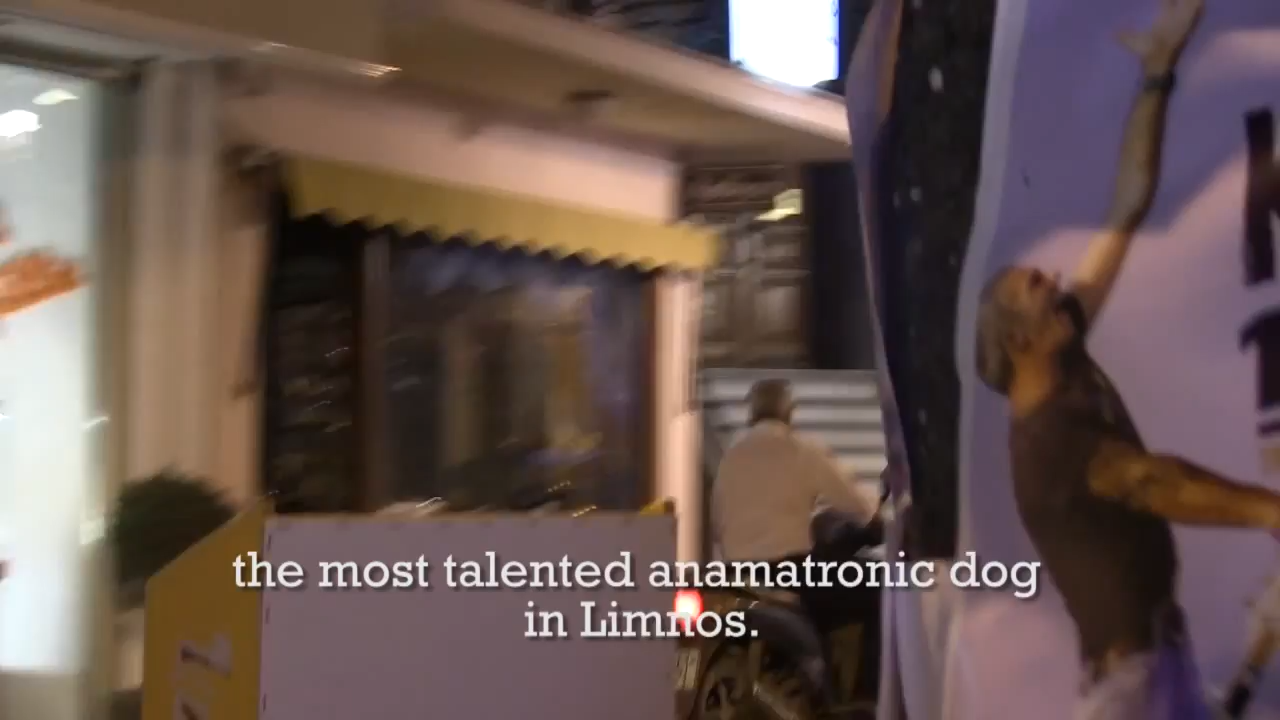 the most talented anamatronic dog
in Limnos.